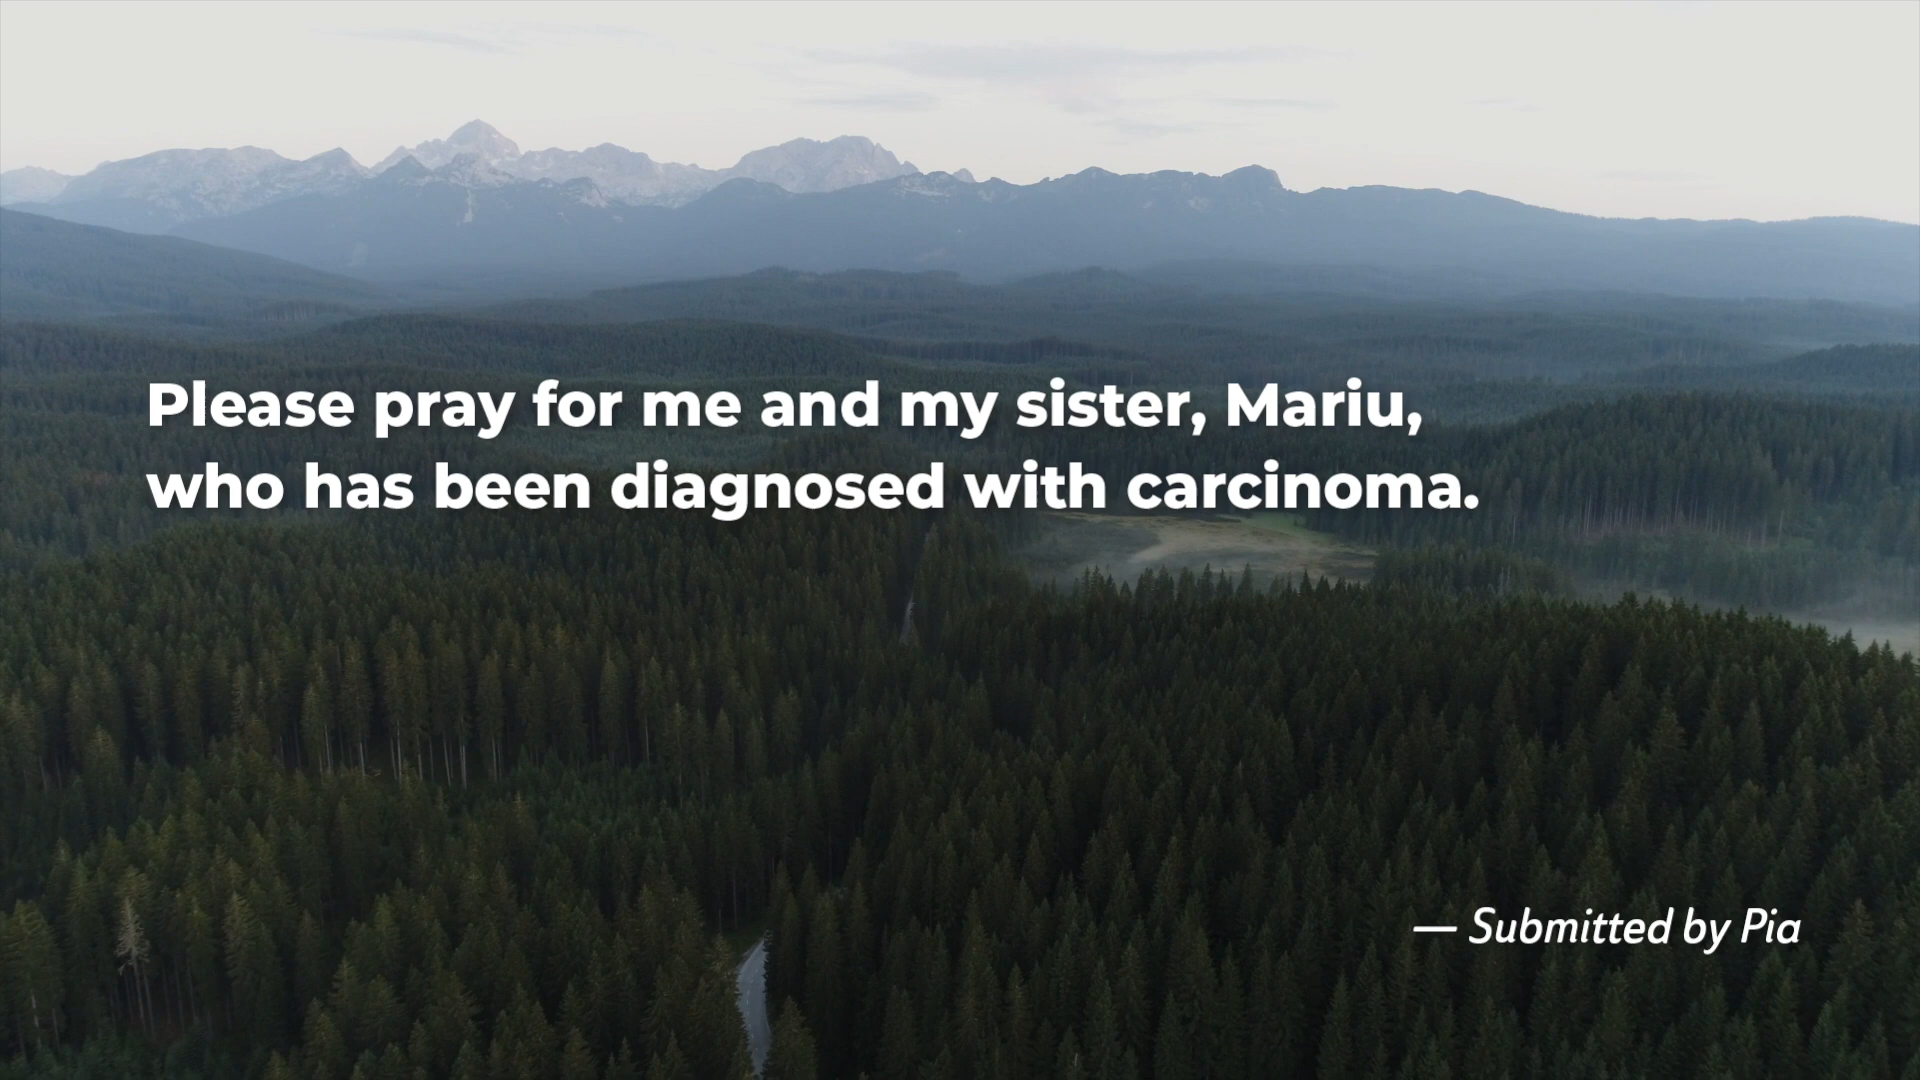 Please pray for me and my sister, Mariu,
who has been diagnosed with carcinoma.
— Submitted by Pia